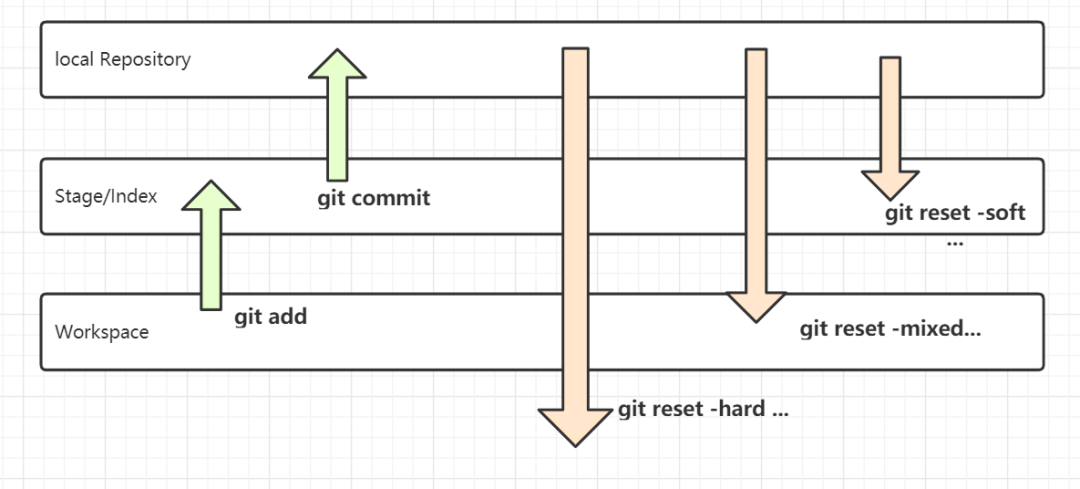 local Repository
Stage/Index
git commit
git reset -soft
...
git add
Workspace
git reset -mixed...
git reset -hard ...